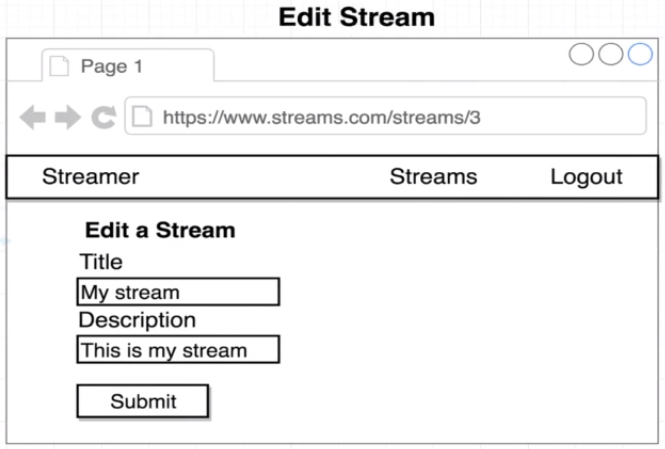 Edit Stream
Page 1
https://www.streams.com/streams/3
Streamer Streams Logout
Edit a Stream
Title
My stream
Description
This is my stream
Submit